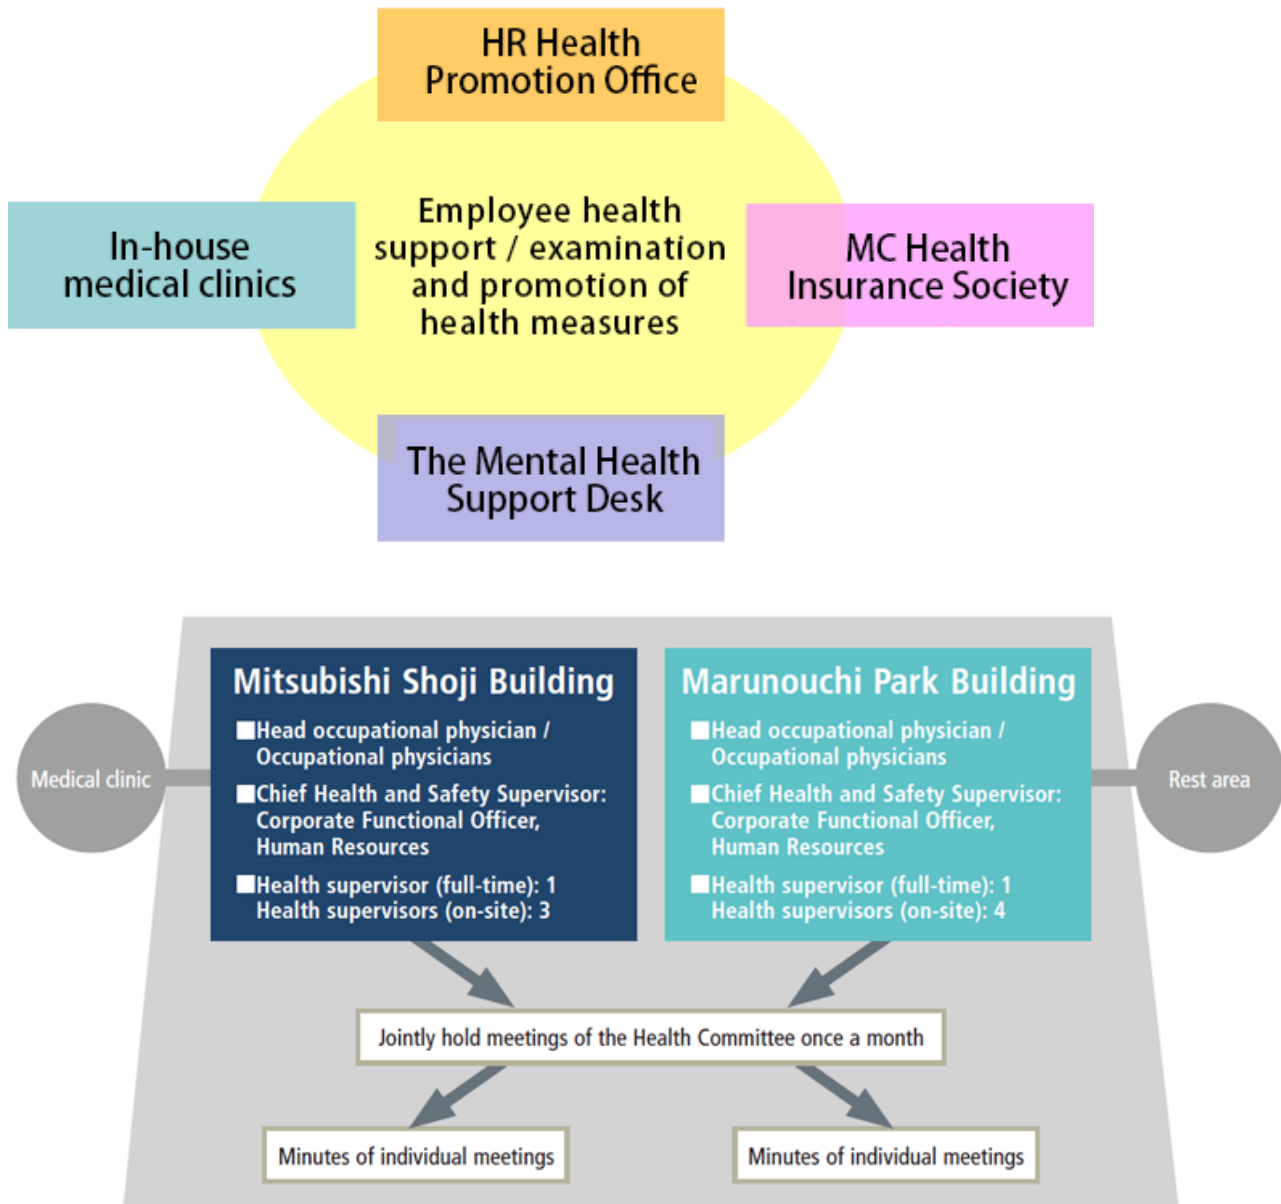 HR Health
Promotion Office
In-house
medical clinics
Employee health
support / examination
and promotion of
health measures
MC Health
Insurance Society
The Mental Health
Support Desk
Medical clinic
Mitsubishi Shoji Building
■Head occupational physician /
Occupational physicians
■Chief Health and Safety Supervisor:
Corporate Functional Officer,
Human Resources
■Health supervisor (full-time): 1
Health supervisors (on-site): 3
Marunouchi Park Building
■Head occupational physician /
Occupational physicians
■Chief Health and Safety Supervisor:
Corporate Functional Officer,
Human Resources
■Health supervisor (full-time): 1
Health supervisors (on-site): 4
Rest area
Jointly hold meetings of the Health Committee once a month
Minutes of individual meetings
Minutes of individual meetings